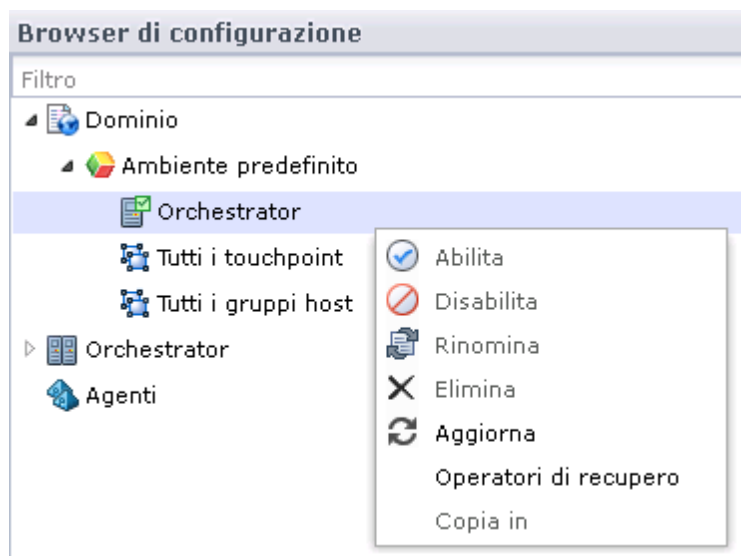 Browser di configurazione
Filtro
Dominio
Ambiente predefinito
Orchestrator
Tutti i touchpoint
Tutti i gruppi host
Orchestrator
Agenti
Abilita
Disabilita
Rinomina
Elimina
Aggiorna
Operatori di recupero
Copia in